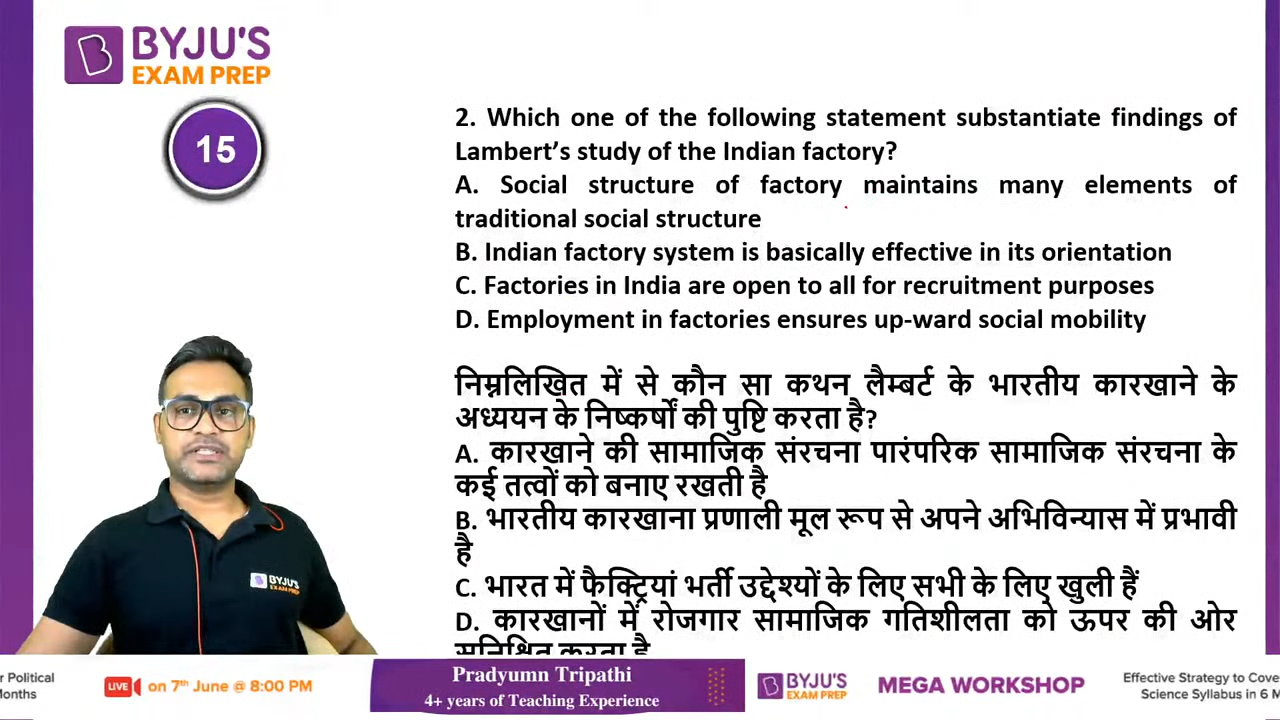 BYJU'S
EXAM PREP
15
2. Which one of the following statement substantiate findings of
Lambert's study of the Indian factory?
A. Social structure of factory maintains many elements of
traditional social structure
B. Indian factory system is basically effective in its orientation
C. Factories in India are open to all for recruitment purposes
D. Employment in factories ensures up-ward social mobility
निम्नलिखित में से कौन सा कथन लैम्बर्ट के भारतीय कारखाने के
अध्ययन के निष्कर्षों की पुष्टि करता है?
A. कारखाने की सामाजिक संरचना पारंपरिक सामाजिक संरचना के
कई तत्वों को बनाए रखती है
B. भारतीय कारखाना प्रणाली मूल रूप से अपने अभिविन्यास में प्रभावी
है
C. भारत में फैक्ट्रियां भर्ती उद्देश्यों के लिए सभी के लिए खुली हैं
D. कारखानों में रोजगार सामाजिक गतिशीलता को ऊपर की ओर
सुनिश्चित करता है
BYJU'S
EXAM PREP
r Political
Months
LIVE on 7th June @ 8:00 PM
Pradyumn Tripathi
4+ years of Teaching Experience
BYJU'S
EXAM PREP
MEGA WORKSHOP
Effective Strategy to Cove
Science Syllabus in 6 M